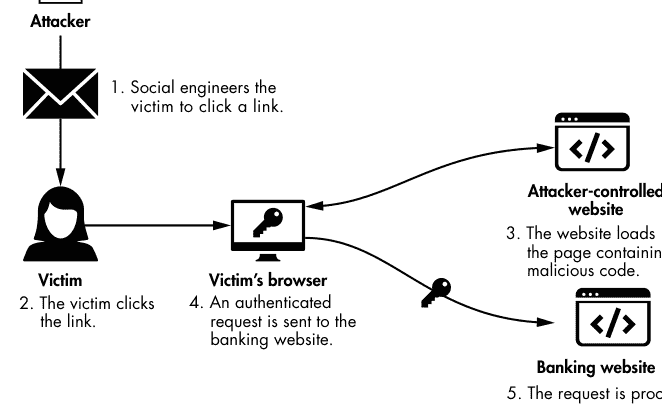 Attacker
1. Social engineers the
victim to click a link.
Victim
2. The victim clicks
the link.
Victim's browser
4. An authenticated
request is sent to the
banking website.
</>
Attacker-controlled
website
3. The website loads
the page containin
malicious code.
</>
Banking website
5. The request is proc